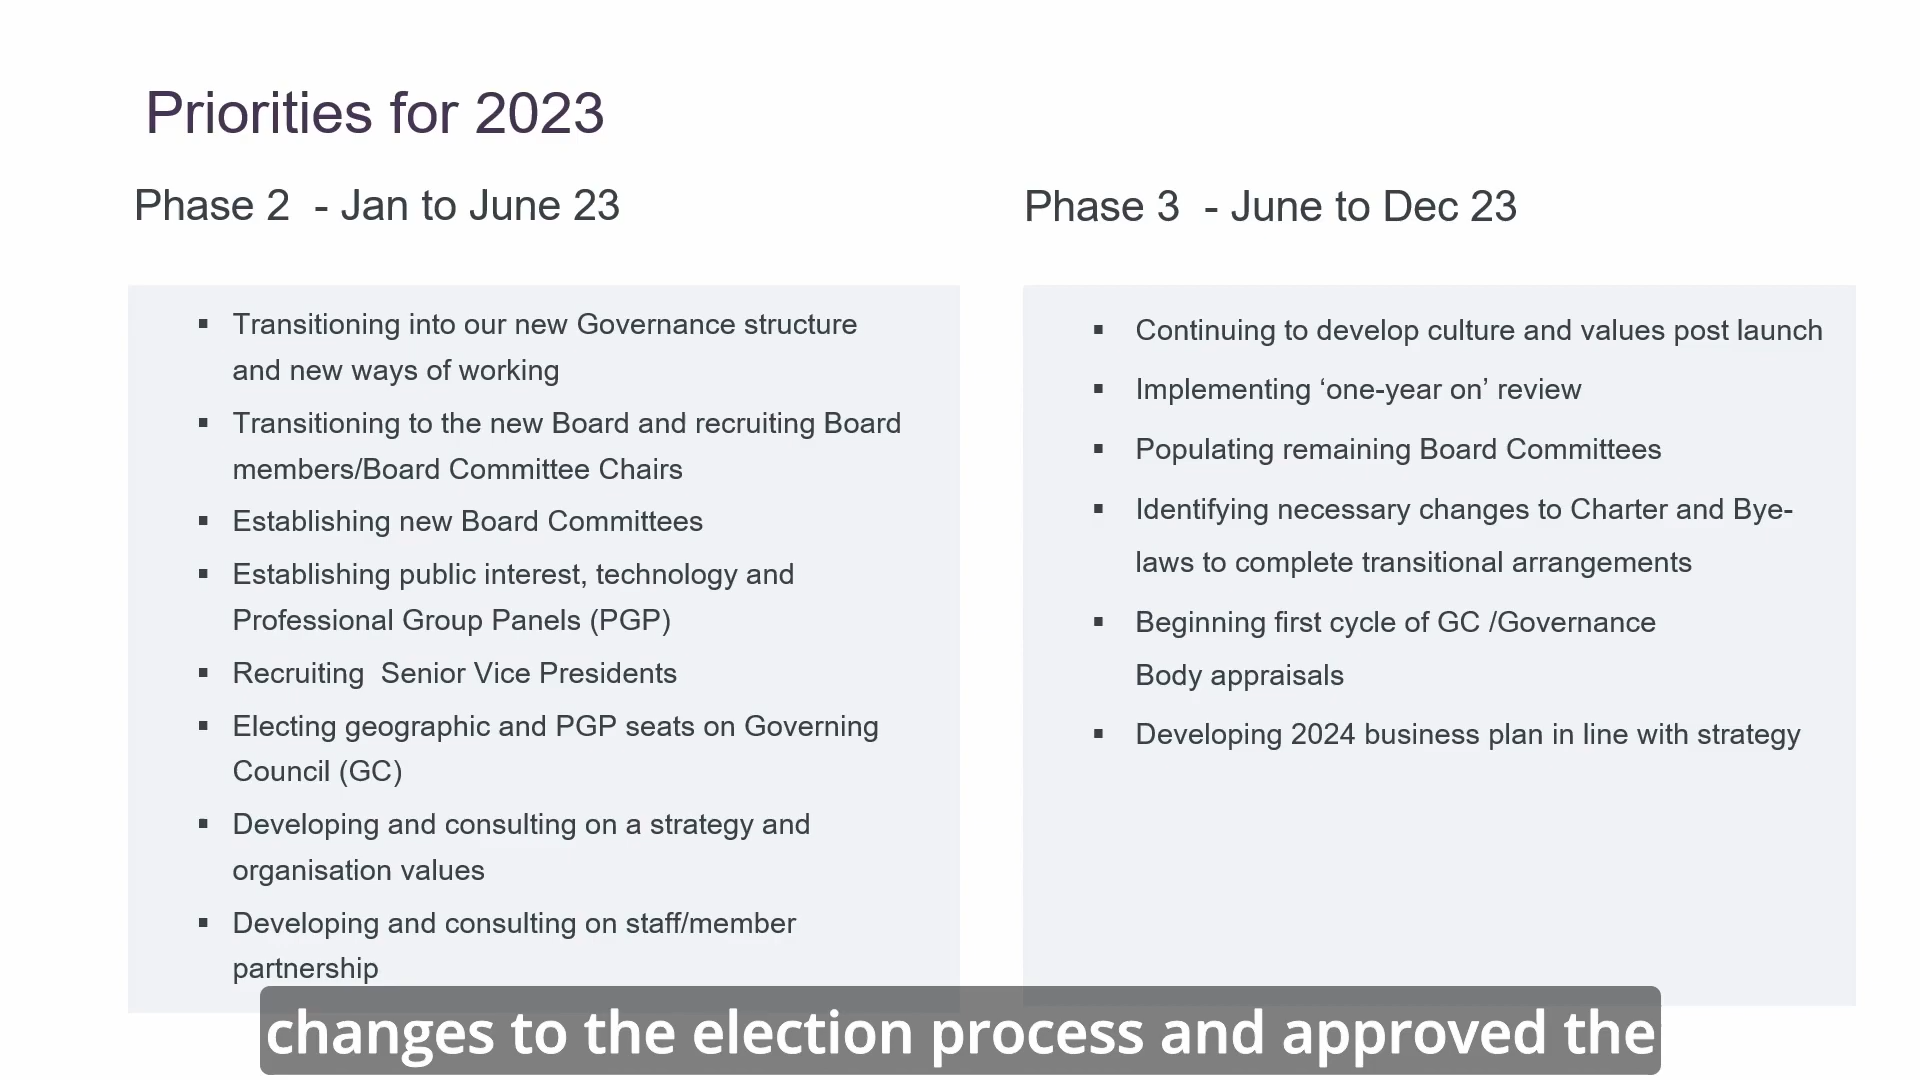 Priorities for 2023
Phase 2  - Jan to June 23
▪ Transitioning into our new Governance structure
and new ways of working
▪ Transitioning to the new Board and recruiting Board
members/Board Committee Chairs
▪ Establishing new Board Committees
▪ Establishing public interest, technology and
Professional Group Panels (PGP)
▪ Recruiting  Senior Vice Presidents
▪ Electing geographic and PGP seats on Governing
Council (GC)
▪ Developing and consulting on a strategy and
organisation values
▪ Developing and consulting on staff/member
partnership
Phase 3  - June to Dec 23
▪ Continuing to develop culture and values post launch
▪ Implementing ‘one-year on’ review
▪ Populating remaining Board Committees
▪ Identifying necessary changes to Charter and Bye-
laws to complete transitional arrangements
▪ Beginning first cycle of GC /Governance
Body appraisals
▪ Developing 2024 business plan in line with strategy
changes to the election process and approved the